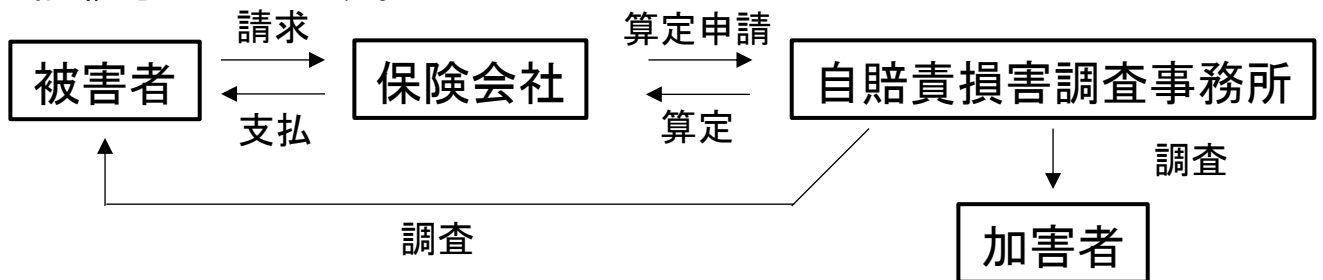 請求
算定申請
被害者
保険会社
自賠責損害調査事務所
支払
算定
調査
調査
加害者